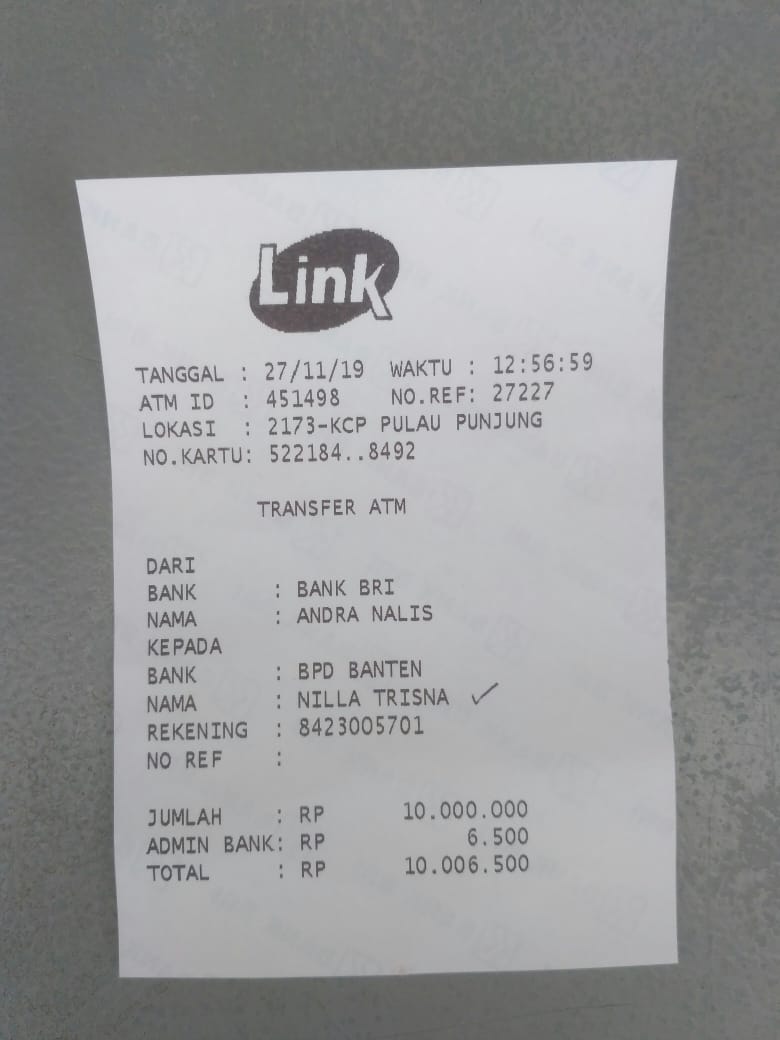 Link
TANGGAL : 27/11/19 WAKTU : 12:56:59
ATM ID : 451498 NO.REF: 27227
LOKASI : 2173-KCP PULAU PUNJUNG
NO.KARTU: 522184..8492
TRANSFER ATM
DARI
BANK : BANK BRI
NAMA : ANDRA NALIS
KEPADA
BANK : BPD BANTEN
NAMA : NILLA TRISNA
REKENING : 8423005701
NO REF :
JUMLAH : RP 10.000.000
ADMIN BANK: RP 6.500
TOTAL : RP 10.006.500